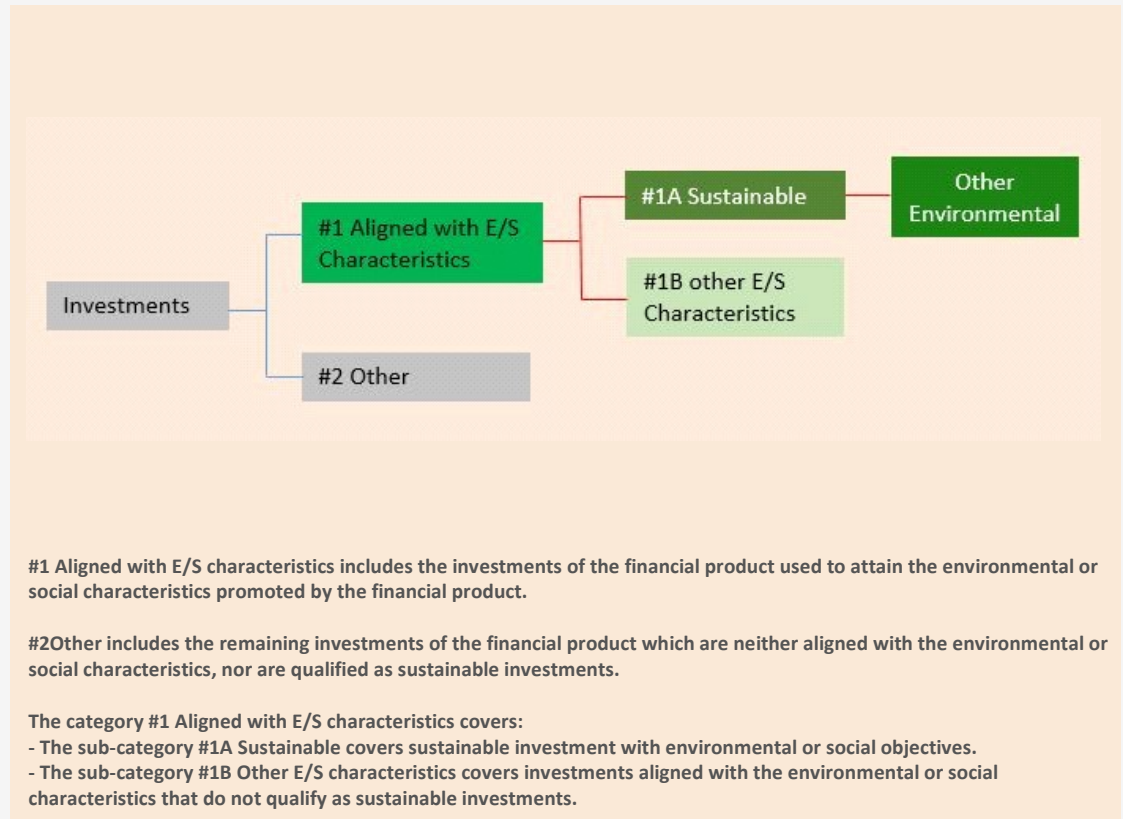 Investments
#1 Aligned with E/S
Characteristics
#2 Other
#1A Sustainable
#1B other E/S
Characteristics
Other
Environmental
#1 Aligned with E/S characteristics includes the investments of the financial product used to attain the environmental or
social characteristics promoted by the financial product.
#2Other includes the remaining investments of the financial product which are neither aligned with the environmental or
social characteristics, nor are qualified as sustainable investments.
The category #1 Aligned with E/S characteristics covers:
- The sub-category #1A Sustainable covers sustainable investment with environmental or social objectives.
- The sub-category #1B Other E/S characteristics covers investments aligned with the environmental or social
characteristics that do not qualify as sustainable investments.